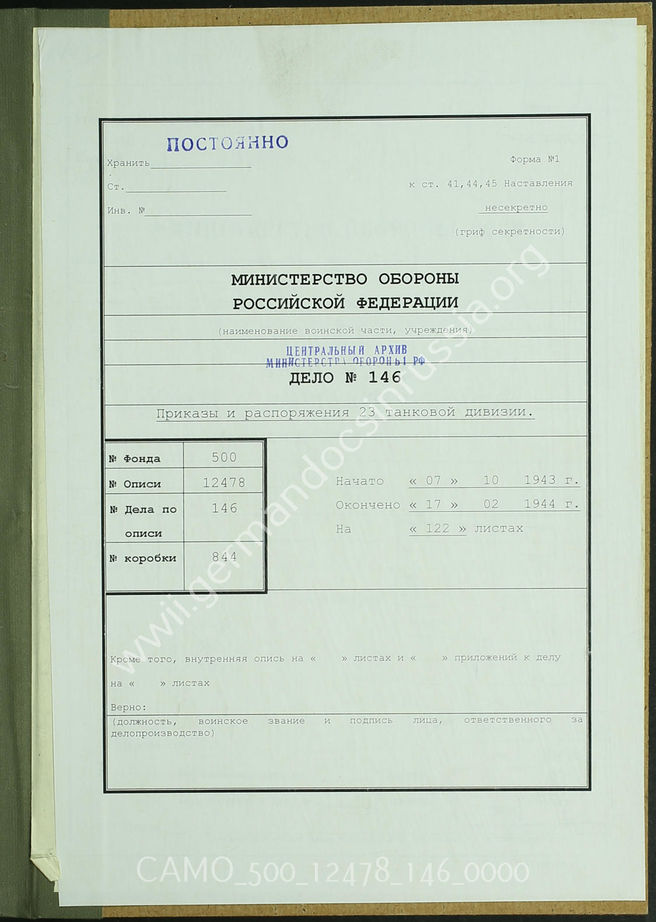 ПОСТОЯННО
Хранить
Форма №1
Ст.
к ст. 41,44,45 Наставления
Инв. №
несекретно
(гриф секретности)
МИНИСТЕРСТВО ОБОРОНЫ
РОССИЙСКОЙ ФЕДЕРАЦИИ
(наименование воинской части, учреждения)
ЦЕНТРАЛЬНЫЙ АРХИВ
МИНИСТЕРСТВА ОБОРОНЫ РФ
ДЕЛО № 146
Приказы и распоряжения 23 танковой дивизии.
№ Фонда 500
№ Описи 12478
№ Дела по 146
описи
№ коробки 844
Начато « 07 » 10 1943 г.
Окончено « 17 » 02 1944 г.
На « 122 » листах
Кроме того, внутренняя опись на « » листах и « » приложений к делу
на « » листах
Верно:
(должность, воинское звание и подпись лица, ответственного за
делопроизводство)
www.germandocsinrussia.org
CAMO_500_12478_146_0000